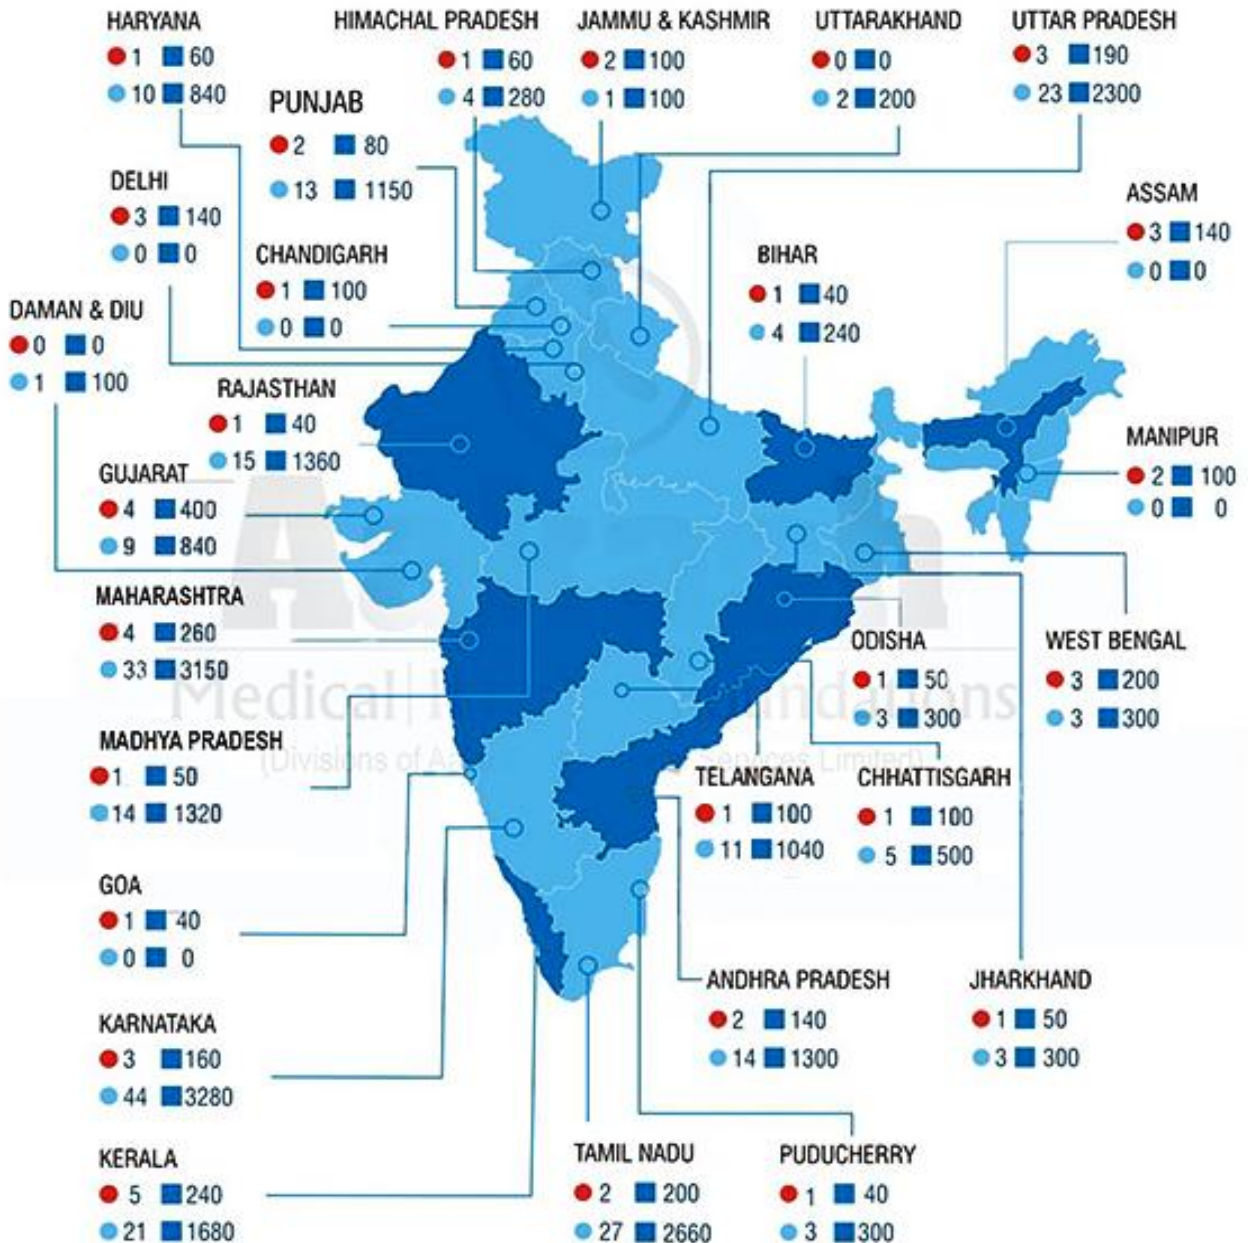 HARYANA
1 60
10 840
HIMACHAL PRADESH
1 60
4 280
JAMMU & KASHMIR
2 100
1 100
UTTARAKHAND
0 0
2 200
UTTAR PRADESH
3 190
23 2300
PUNJAB
2 80
13 1150
DELHI
3 140
0 0
ASSAM
3 140
0 0
CHANDIGARH
1 100
0 0
BIHAR
1 40
4 240
DAMAN & DIU
0 0
1 100
RAJASTHAN
1 40
15 1360
MANIPUR
2 100
0 0
GUJARAT
4 400
9 840
MAHARASHTRA
4 260
33 3150
ODISHA
1 50
3 300
WEST BENGAL
3 200
3 300
Medical
(Divisions of
Services Limited)
MADHYA PRADESH
1 50
14 1320
TELANGANA
1 100
11 1040
CHHATTISGARH
1 100
5 500
GOA
1 40
0 0
ANDHRA PRADESH
2 140
14 1300
JHARKHAND
1 50
3 300
KARNATAKA
3 160
44 3280
KERALA
5 240
21 1680
TAMIL NADU
2 200
27 2660
PUDUCHERRY
1 40
3 300